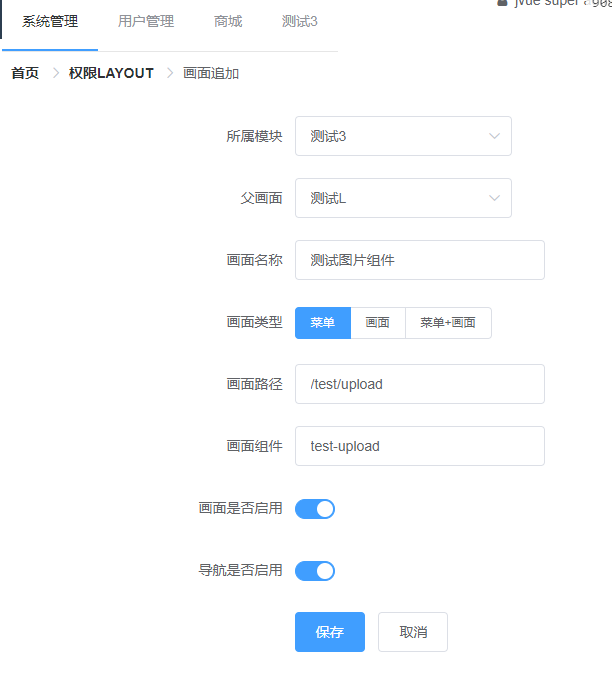 jvue super
系统管理 用户管理 商城 测试3
首页 权限LAYOUT 画面追加
所属模块 测试3
父画面 测试L
画面名称 测试图片组件
画面类型 菜单 画面 菜单+画面
画面路径 /test/upload
画面组件 test-upload
画面是否启用
导航是否启用
保存 取消